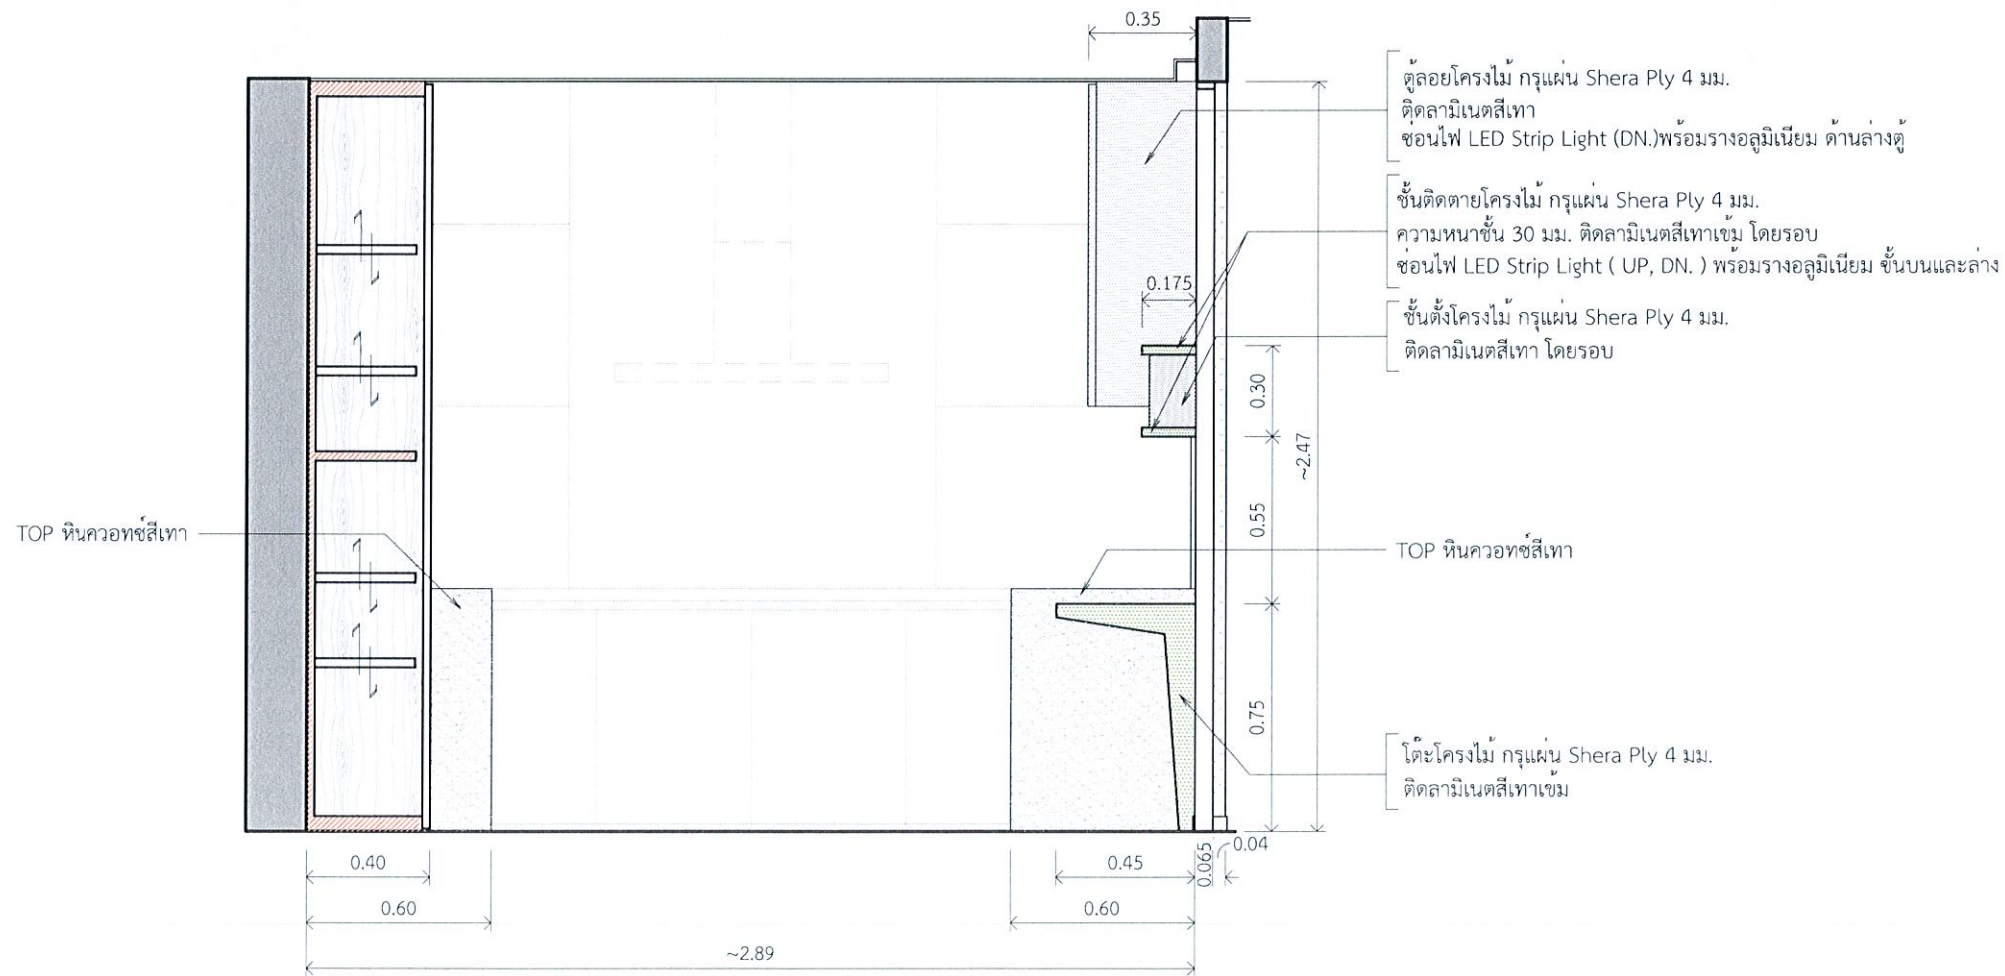 0.35
ตู้ลอยโครงไม้ กรุแผ่น Shera Ply 4 มม.
ติดลามิเนตสีเทา
ซ่อนไฟ LED Strip Light (DN.)พร้อมรางอลูมิเนียม ด้านล่างตู้
ชั้นติดตายโครงไม้ กรุแผ่น Shera Ply 4 มม.
ความหนาชั้น 30 มม. ติดลามิเนตสีเทาเข้ม โดยรอบ
ซ่อนไฟ LED Strip Light ( UP, DN. ) พร้อมรางอลูมิเนียม ชั้นบนและล่าง
0.175
ชั้นตั้งโครงไม้ กรุแผ่น Shera Ply 4 มม.
ติดลามิเนตสีเทา โดยรอบ
0.30
~2.47
0.55
TOP หินควอทซ์สีเทา
TOP หินควอทซ์สีเทา
0.75
โต๊ะโครงไม้ กรุแผ่น Shera Ply 4 มม.
ติดลามิเนตสีเทาเข้ม
0.40
0.45
0.065
0.04
0.60
0.60
~2.89